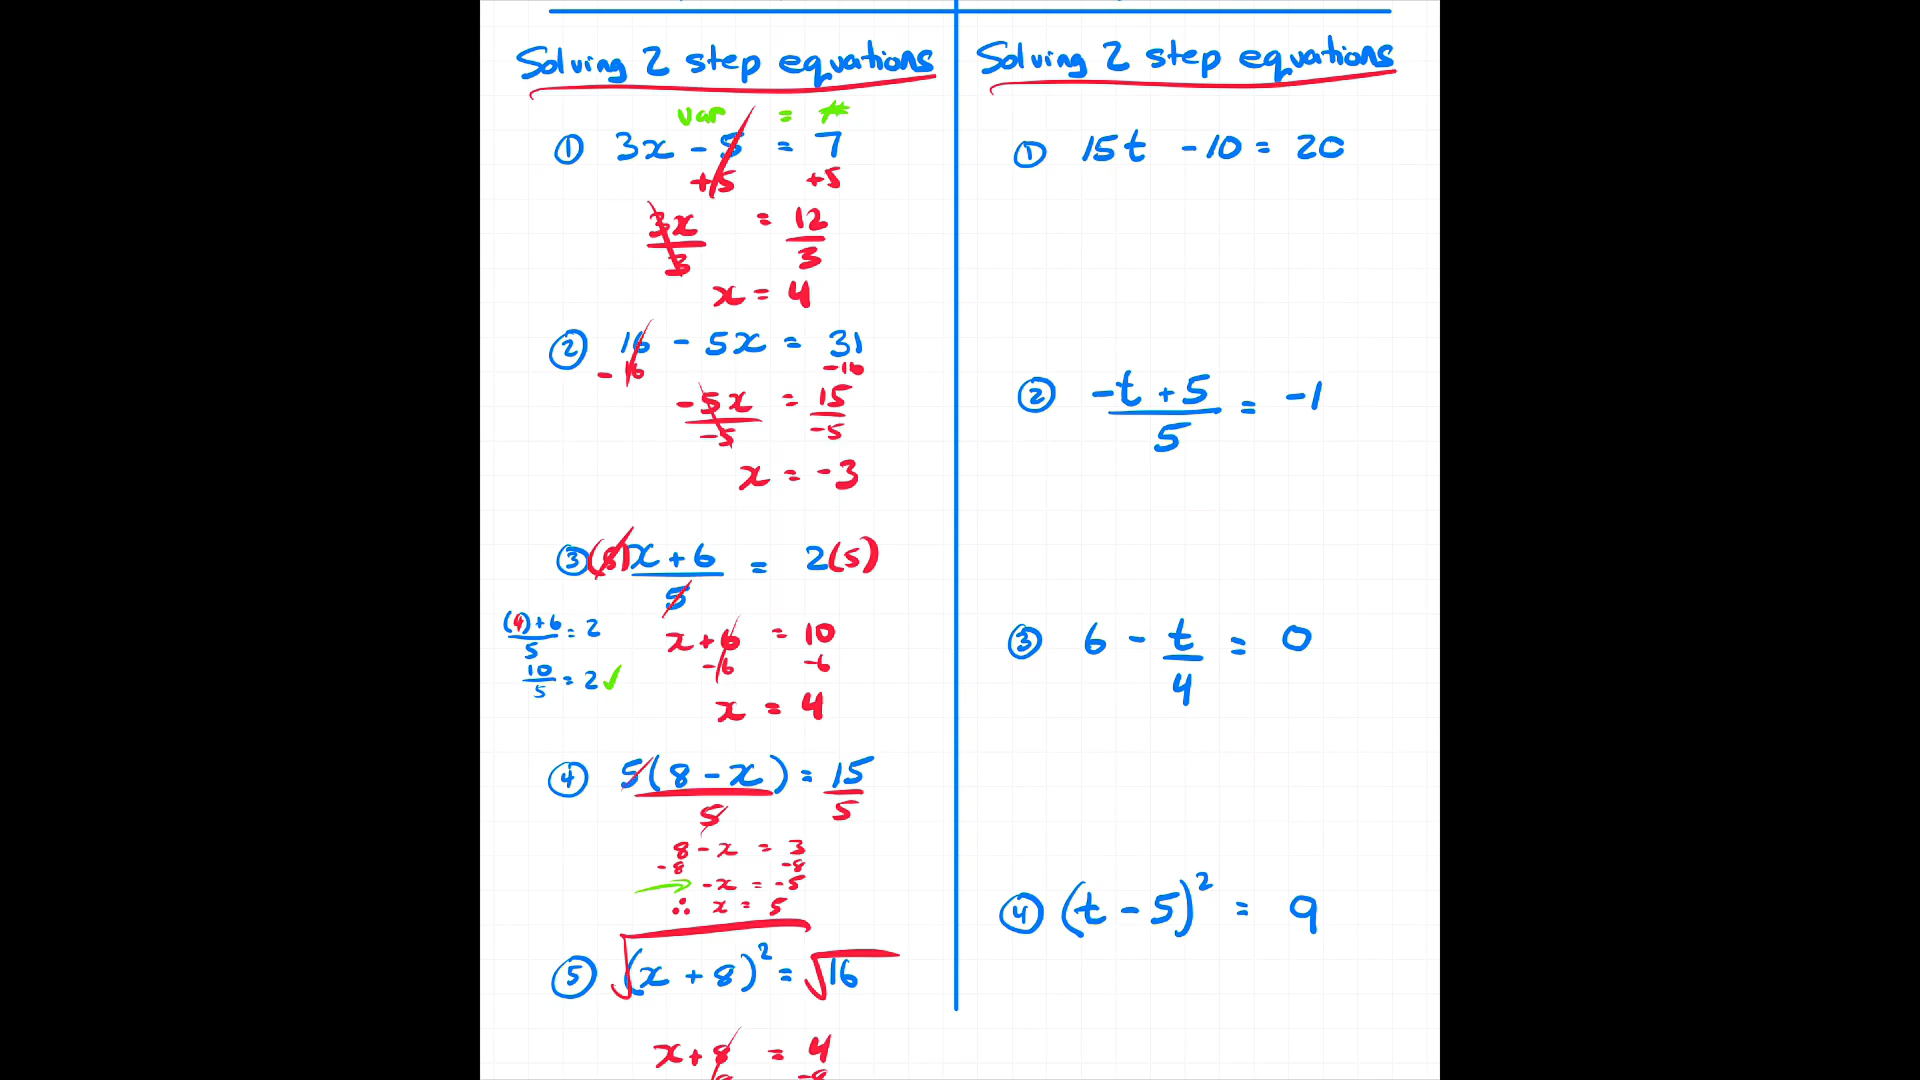 Solving 2 step equations
var = #
① 3x - 5 = 7
+5 +5
3x = 12
3 3
x = 4
② 16 - 5x = 31
-16 -16
-5x = 15
-5 -5
x = -3
③ (5) x + 6 = 2(5)
5
(4) + 6 = 2
5
10 = 2 ✓
5
x + 6 = 10
-6 -6
x = 4
④ 5(8 - x) = 15
5 5
8 - x = 3
-8 -8
-x = -5
∴ x = 5
⑤ √(x + 8)² = √16
x + 8 = 4
-8
Solving 2 step equations
① 15t - 10 = 20
② -t + 5 = -1
5
③ 6 - t = 0
4
④ (t - 5)² = 9